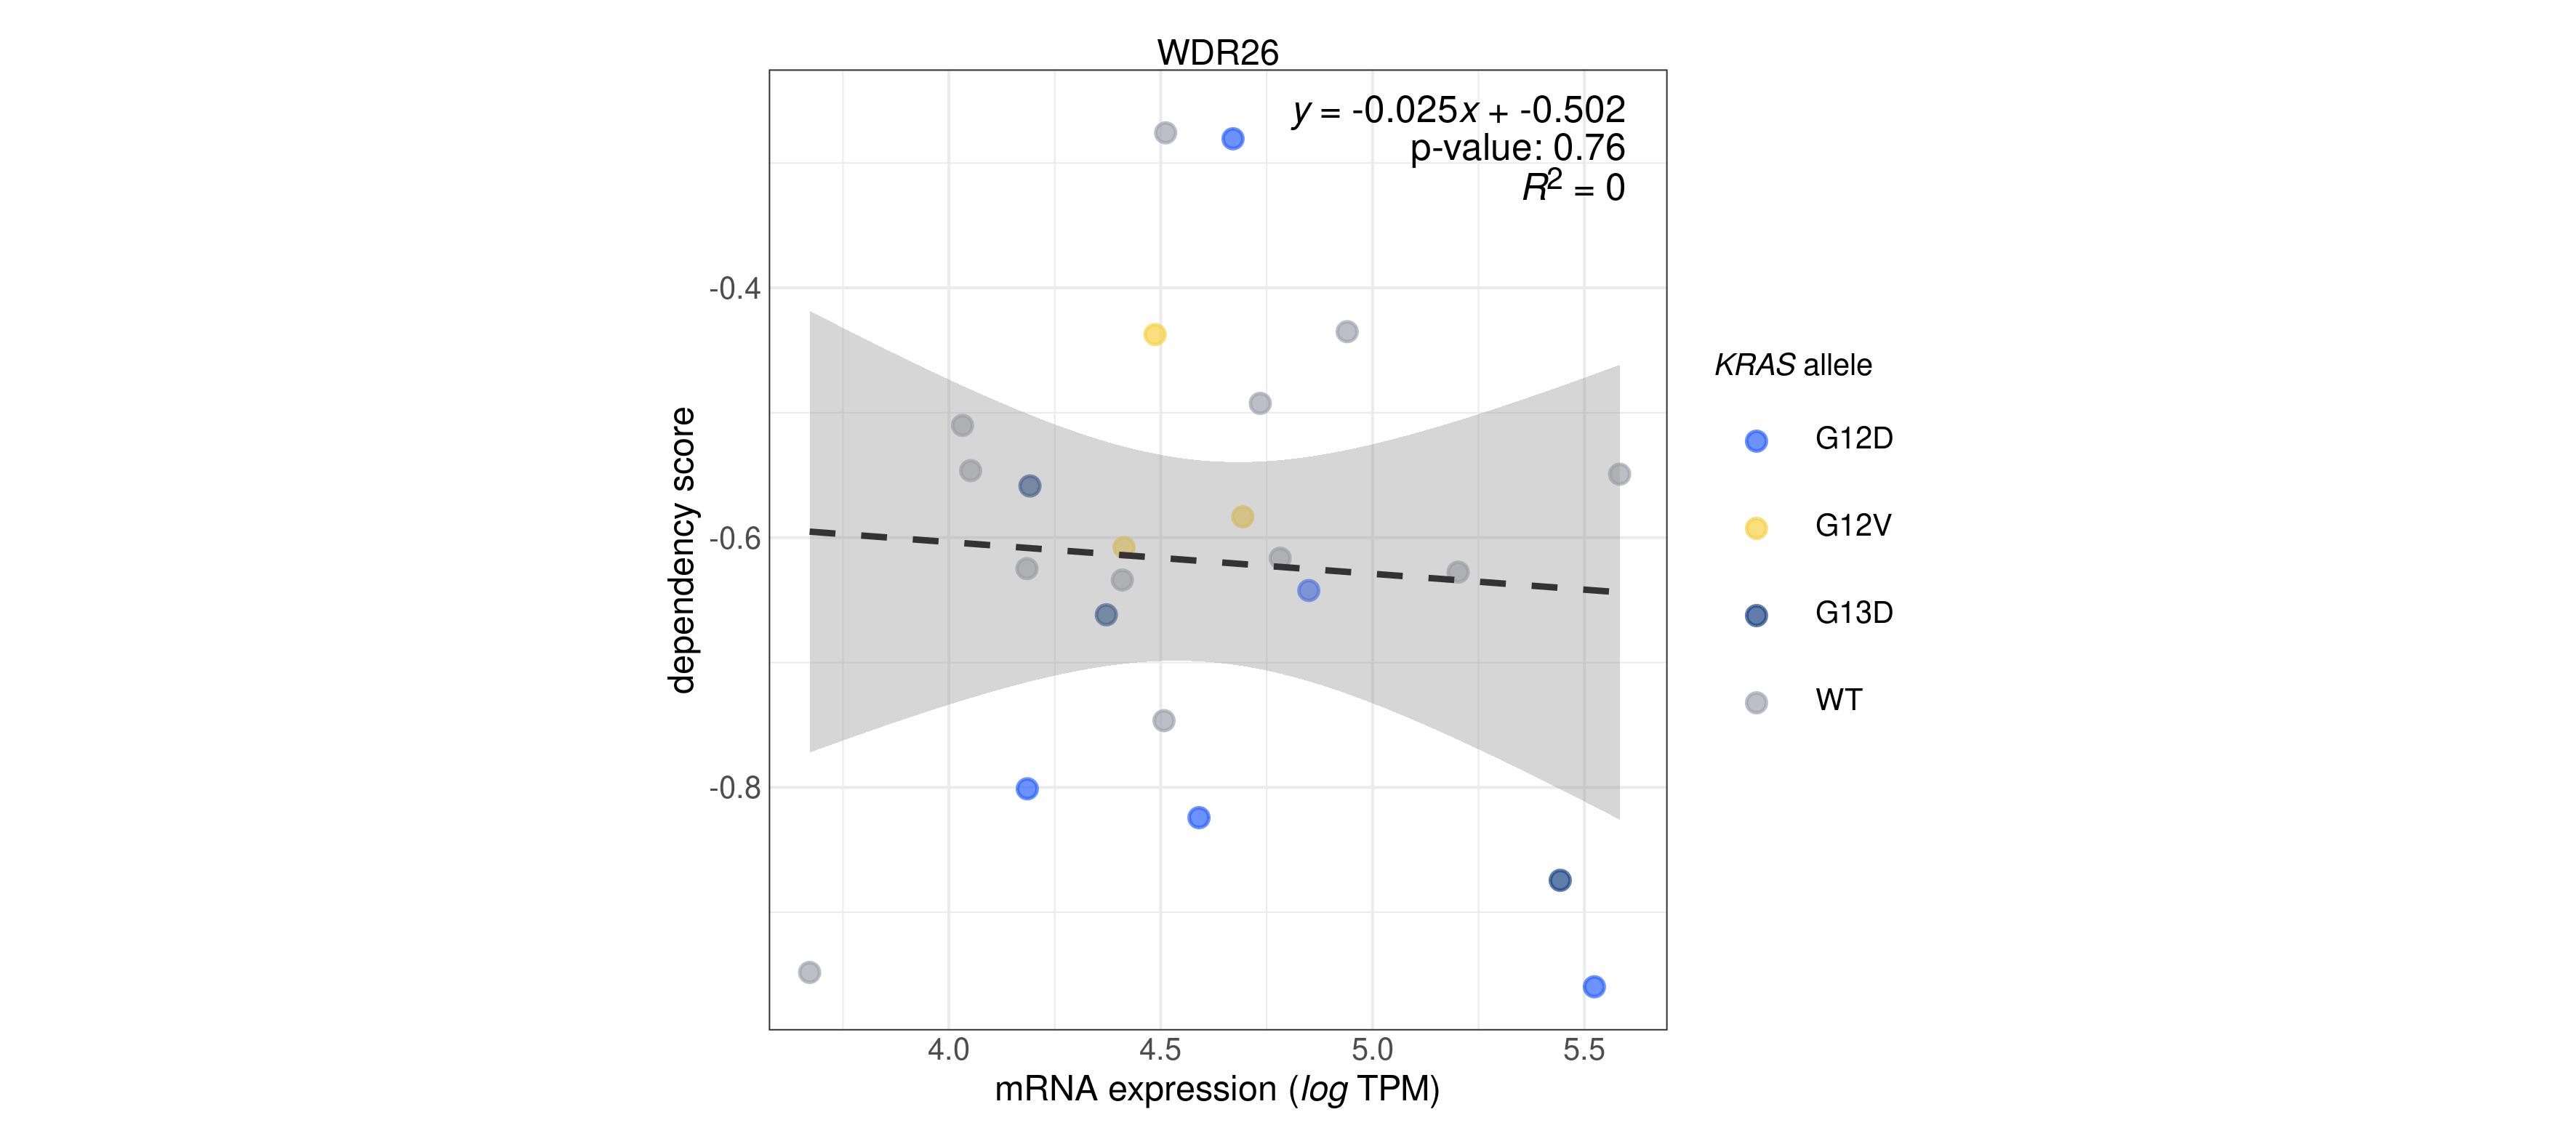 WDR26
y = -0.025x + -0.502
p-value: 0.76
R² = 0
-0.4
-0.6
-0.8
dependency score
4.0 4.5 5.0 5.5
mRNA expression (log TPM)
KRAS allele
G12D
G12V
G13D
WT